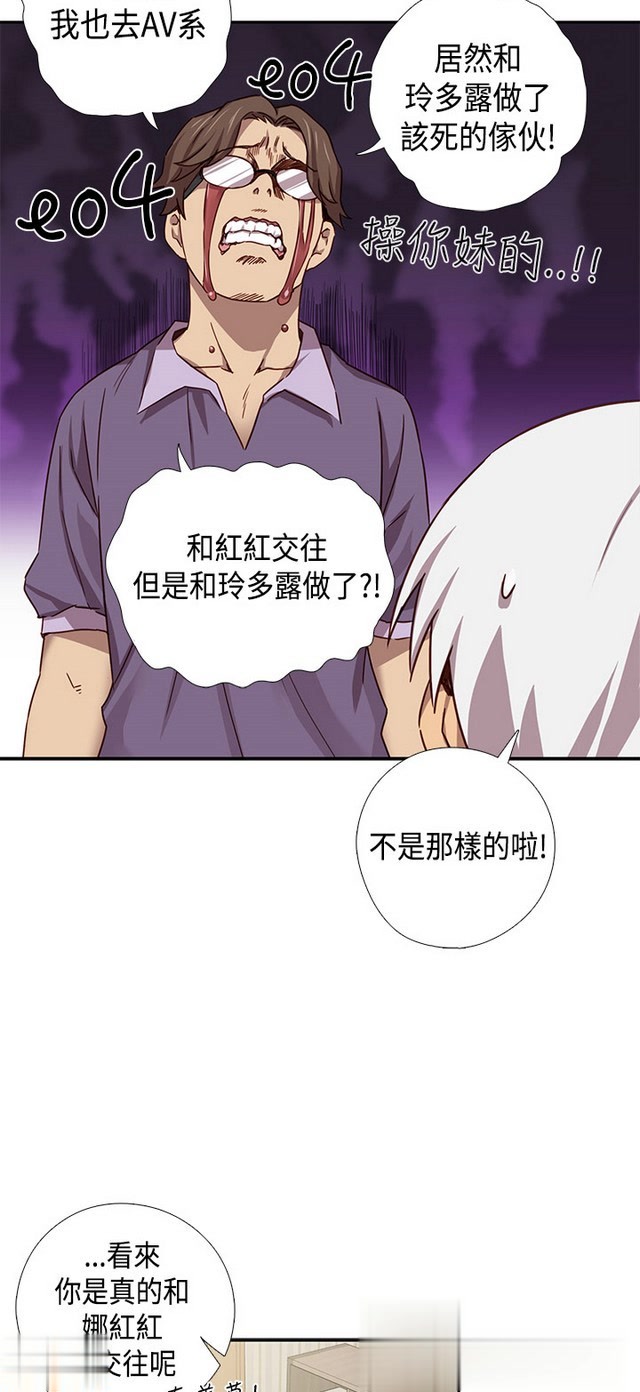 我也去AV系
居然和
玲多露做了
該死的傢伙!
eo4
eo4
操你妹的..!!
和紅紅交往
但是和玲多露做了?!
不是那樣的啦!
...看來
你是真的和
娜紅紅
交往呢